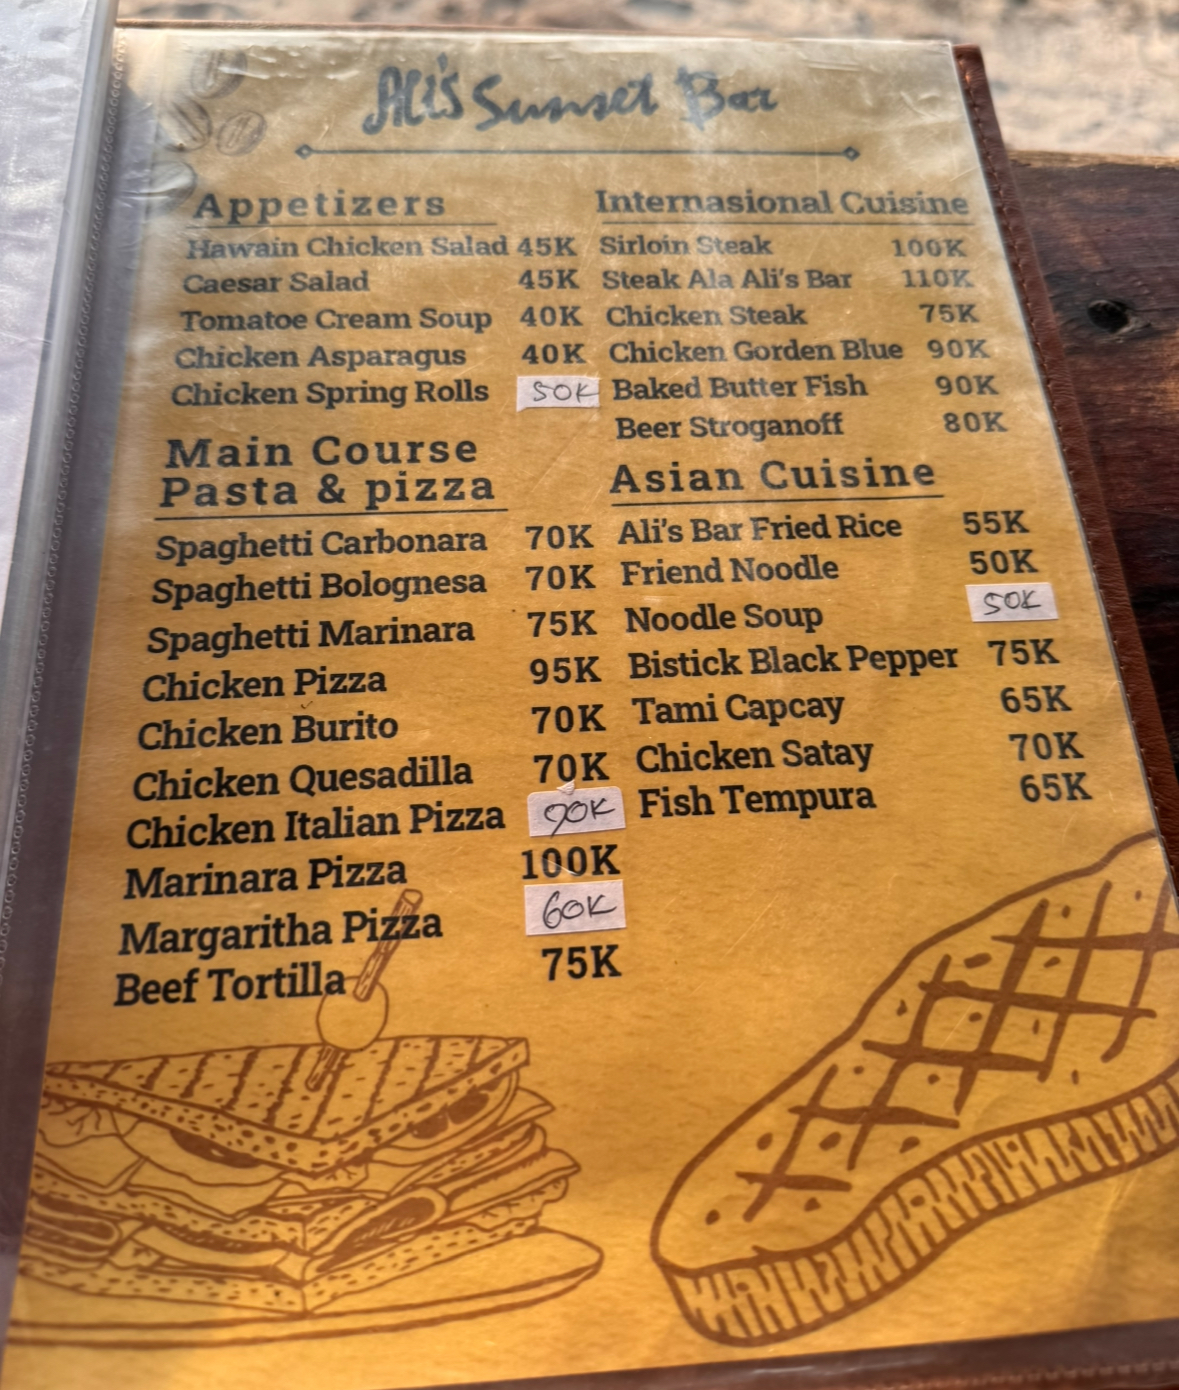 Ali's Sunset Bar
Appetizers
Hawain Chicken Salad 45K
Caesar Salad 45K
Tomatoe Cream Soup 40K
Chicken Asparagus 40K
Chicken Spring Rolls 50K
Main Course
Pasta & pizza
Spaghetti Carbonara 70K
Spaghetti Bolognesa 70K
Spaghetti Marinara 75K
Chicken Pizza 95K
Chicken Burito 70K
Chicken Quesadilla 70K
Chicken Italian Pizza 90K
Marinara Pizza 100K
Margaritha Pizza 60K
Beef Tortilla 75K
Internasional Cuisine
Sirloin Steak 100K
Steak Ala Ali's Bar 110K
Chicken Steak 75K
Chicken Gorden Blue 90K
Baked Butter Fish 90K
Beer Stroganoff 80K
Asian Cuisine
Ali's Bar Fried Rice 55K
Friend Noodle 50K
Noodle Soup 50K
Bistick Black Pepper 75K
Tami Capcay 65K
Chicken Satay 70K
Fish Tempura 65K